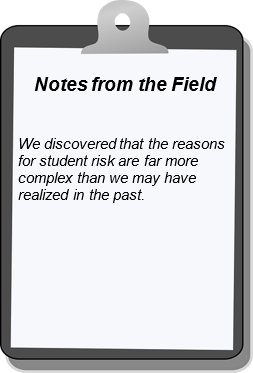 Notes from the Field
We discovered that the reasons
for student risk are far more
complex than we may have
realized in the past.